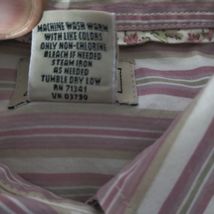 MACHINE WASH WARM
WITH LIKE COLORS
ONLY NON-CHLORINE
BLEACH IF NEEDED
STEAM IRON
AS NEEDED
TUMBLE DRY LOW
RN 71341
VN 03790